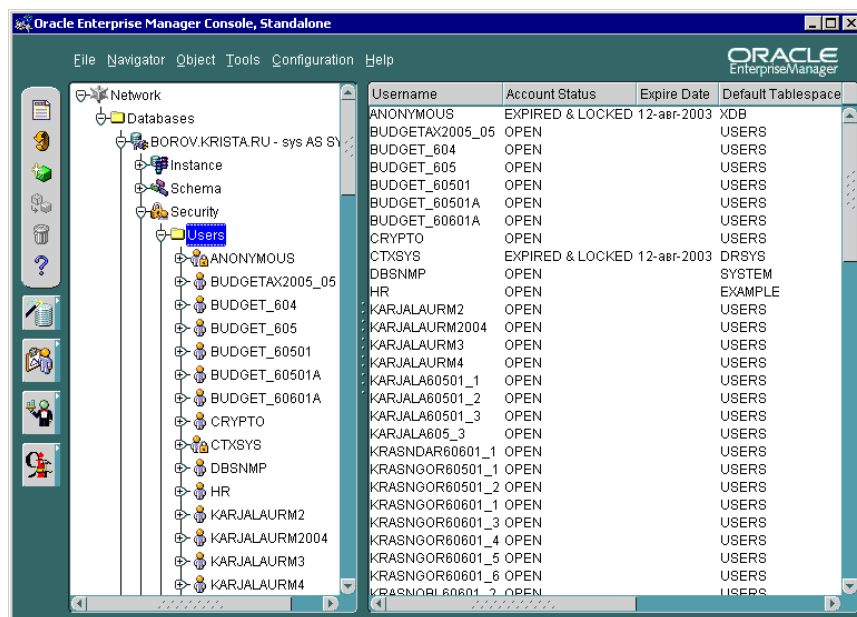 Oracle Enterprise Manager Console, Standalone
File Navigator Object Tools Configuration Help
ORACLE
EnterpriseManager
Network
Databases
BOROV.KRISTA.RU - sys AS SY
Instance
Schema
Security
Users
ANONYMOUS
BUDGETAX2005_05
BUDGET_604
BUDGET_605
BUDGET_60501
BUDGET_60501A
BUDGET_60601A
CRYPTO
CTXSYS
DBSNMP
HR
KARJALAURM2
KARJALAURM2004
KARJALAURM3
KARJALAURM4
Username Account Status Expire Date Default Tablespace
ANONYMOUS EXPIRED & LOCKED 12-авг-2003 XDB
BUDGETAX2005_05 OPEN USERS
BUDGET_604 OPEN USERS
BUDGET_605 OPEN USERS
BUDGET_60501 OPEN USERS
BUDGET_60501A OPEN USERS
BUDGET_60601A OPEN USERS
CRYPTO OPEN USERS
CTXSYS EXPIRED & LOCKED 12-авг-2003 DRSYS
DBSNMP OPEN SYSTEM
HR OPEN EXAMPLE
KARJALAURM2 OPEN USERS
KARJALAURM2004 OPEN USERS
KARJALAURM3 OPEN USERS
KARJALAURM4 OPEN USERS
KARJALA60501_1 OPEN USERS
KARJALA60501_2 OPEN USERS
KARJALA60501_3 OPEN USERS
KARJALA605_3 OPEN USERS
KRASNDAR60601_1 OPEN USERS
KRASNGOR60501_1 OPEN USERS
KRASNGOR60501_2 OPEN USERS
KRASNGOR60601_1 OPEN USERS
KRASNGOR60601_3 OPEN USERS
KRASNGOR60601_4 OPEN USERS
KRASNGOR60601_5 OPEN USERS
KRASNGOR60601_6 OPEN USERS
KRASNOBL60601_2 OPEN USERS